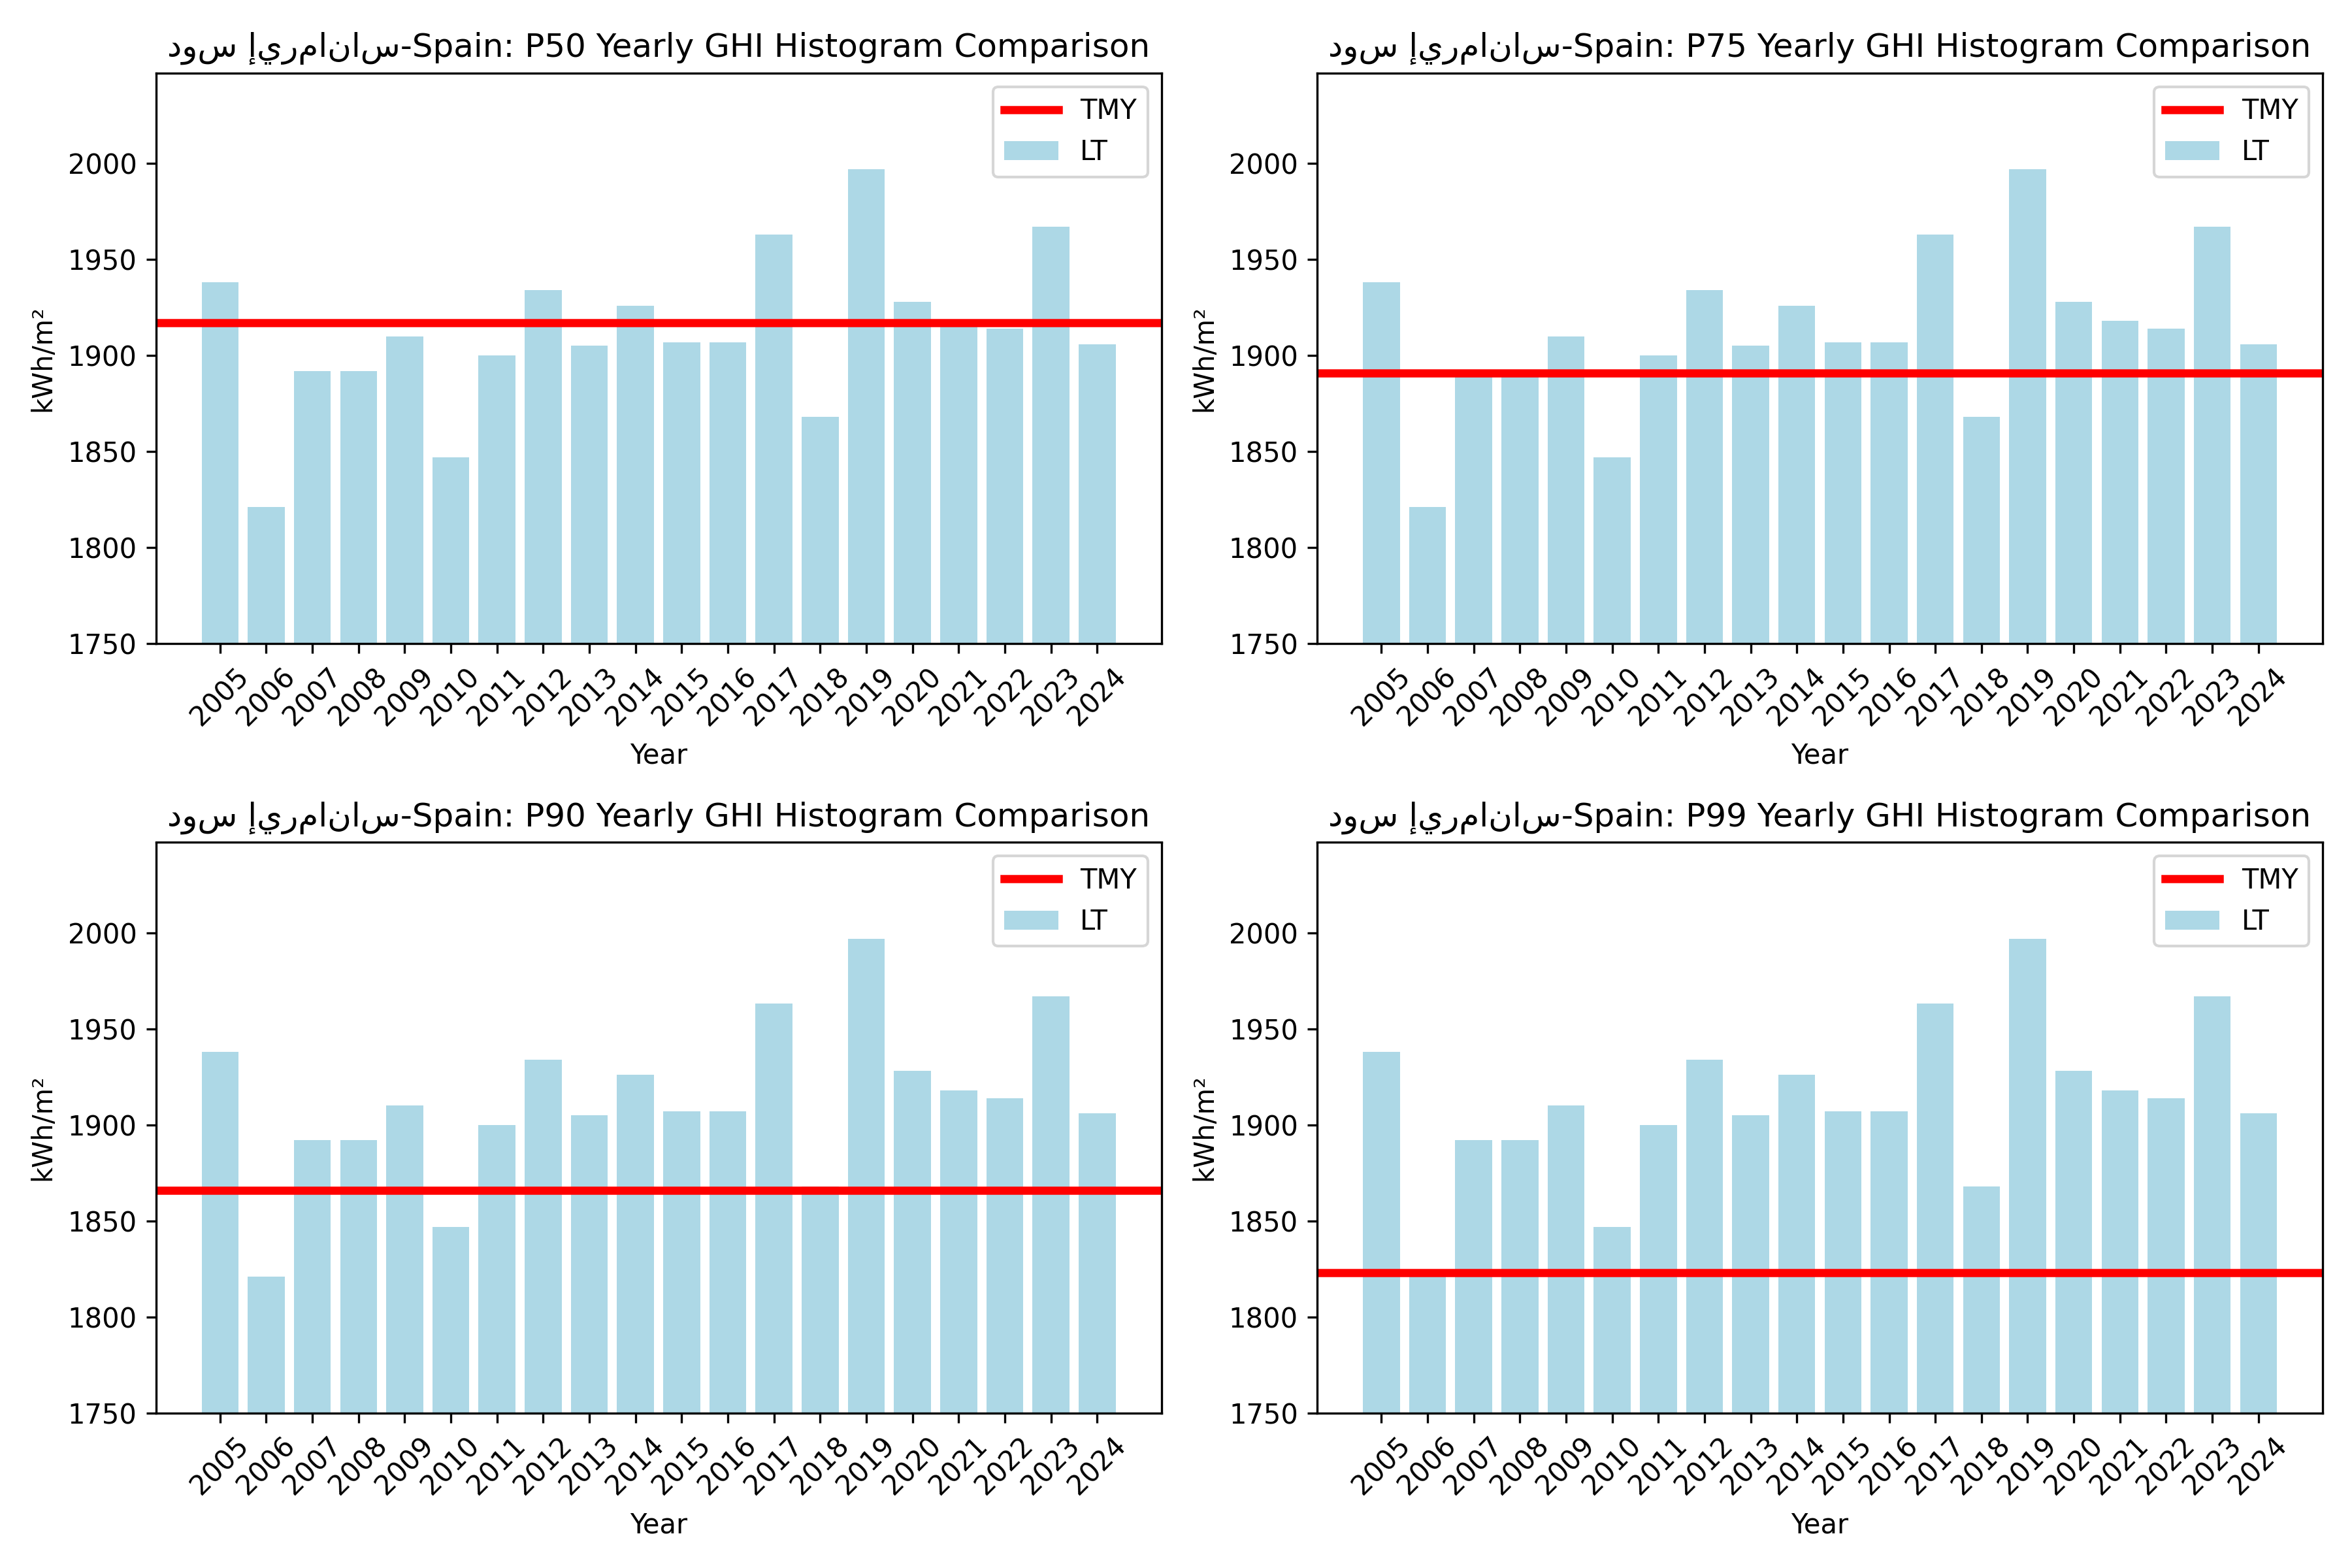 دوس إيرماناس-Spain: P50 Yearly GHI Histogram Comparison
TMY
LT
kWh/m²
2000
1950
1900
1850
1800
1750
2005 2006 2007 2008 2009 2010 2011 2012 2013 2014 2015 2016 2017 2018 2019 2020 2021 2022 2023 2024
Year
دوس إيرماناس-Spain: P75 Yearly GHI Histogram Comparison
TMY
LT
kWh/m²
2000
1950
1900
1850
1800
1750
2005 2006 2007 2008 2009 2010 2011 2012 2013 2014 2015 2016 2017 2018 2019 2020 2021 2022 2023 2024
Year
دوس إيرماناس-Spain: P90 Yearly GHI Histogram Comparison
TMY
LT
kWh/m²
2000
1950
1900
1850
1800
1750
2005 2006 2007 2008 2009 2010 2011 2012 2013 2014 2015 2016 2017 2018 2019 2020 2021 2022 2023 2024
Year
دوس إيرماناس-Spain: P99 Yearly GHI Histogram Comparison
TMY
LT
kWh/m²
2000
1950
1900
1850
1800
1750
2005 2006 2007 2008 2009 2010 2011 2012 2013 2014 2015 2016 2017 2018 2019 2020 2021 2022 2023 2024
Year